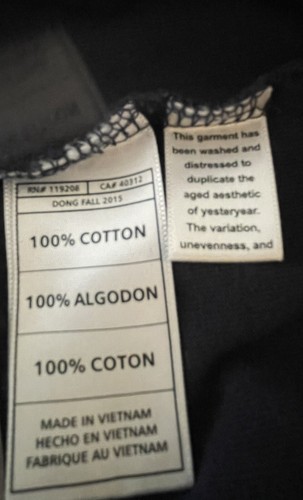 RN# 119208 CA# 40312
DONG FALL 2015
100% COTTON
100% ALGODON
100% COTON
MADE IN VIETNAM
HECHO EN VIETNAM
FABRIQUE AU VIETNAM
This garment has
been washed and
distressed to
duplicate the
aged aesthetic
of yesteryear.
The variation,
unevenness, and